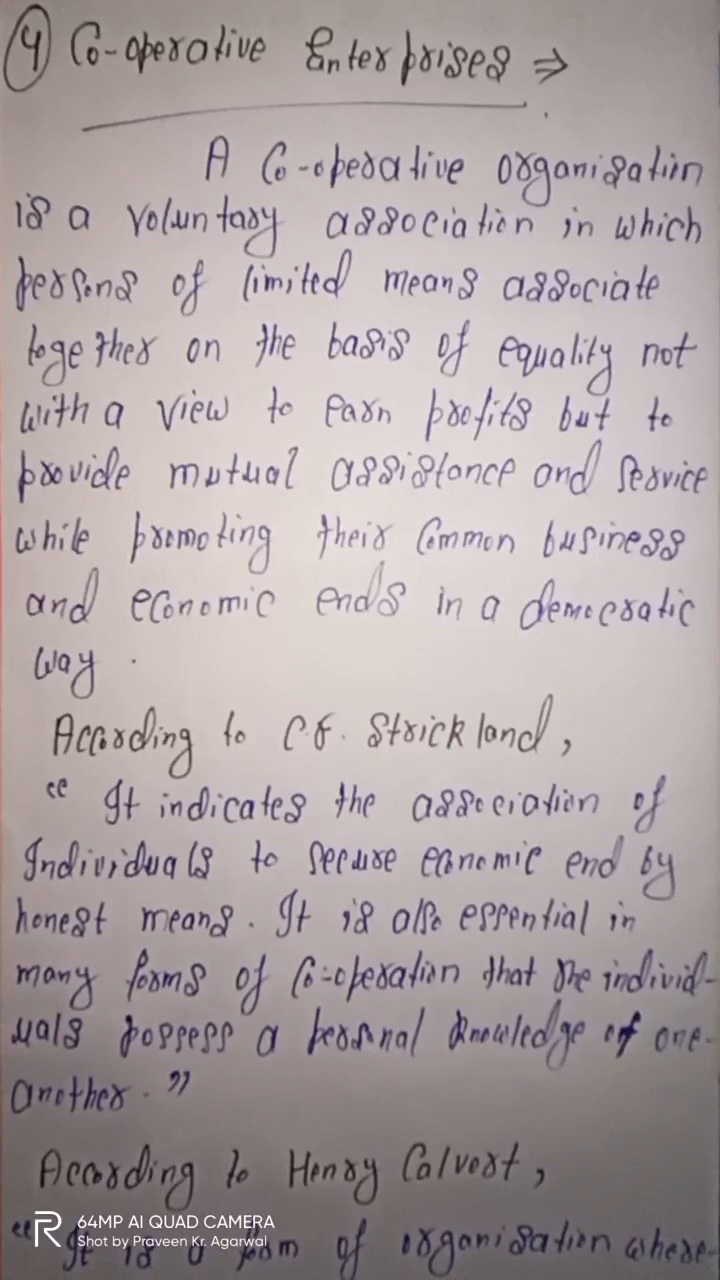 (4) Co-operative Enterprises ⇒
A Co-operative organisation
is a voluntary association in which
persons of limited means associate
together on the basis of equality not
with a view to earn profits but to
provide mutual assistance and service
while promoting their Common business
and economic ends in a democratic
way.
According to C.F. Strickland,
“ It indicates the association of
Individuals to secure economic end by
honest means. It is also essential in
many forms of Co-operation that the individ-
uals possess a personal knowledge of one-
another. ”
According to Henry Calvert,
“ It is a form of organisation where-
64MP AI QUAD CAMERA
Shot by Praveen Kr. Agarwal